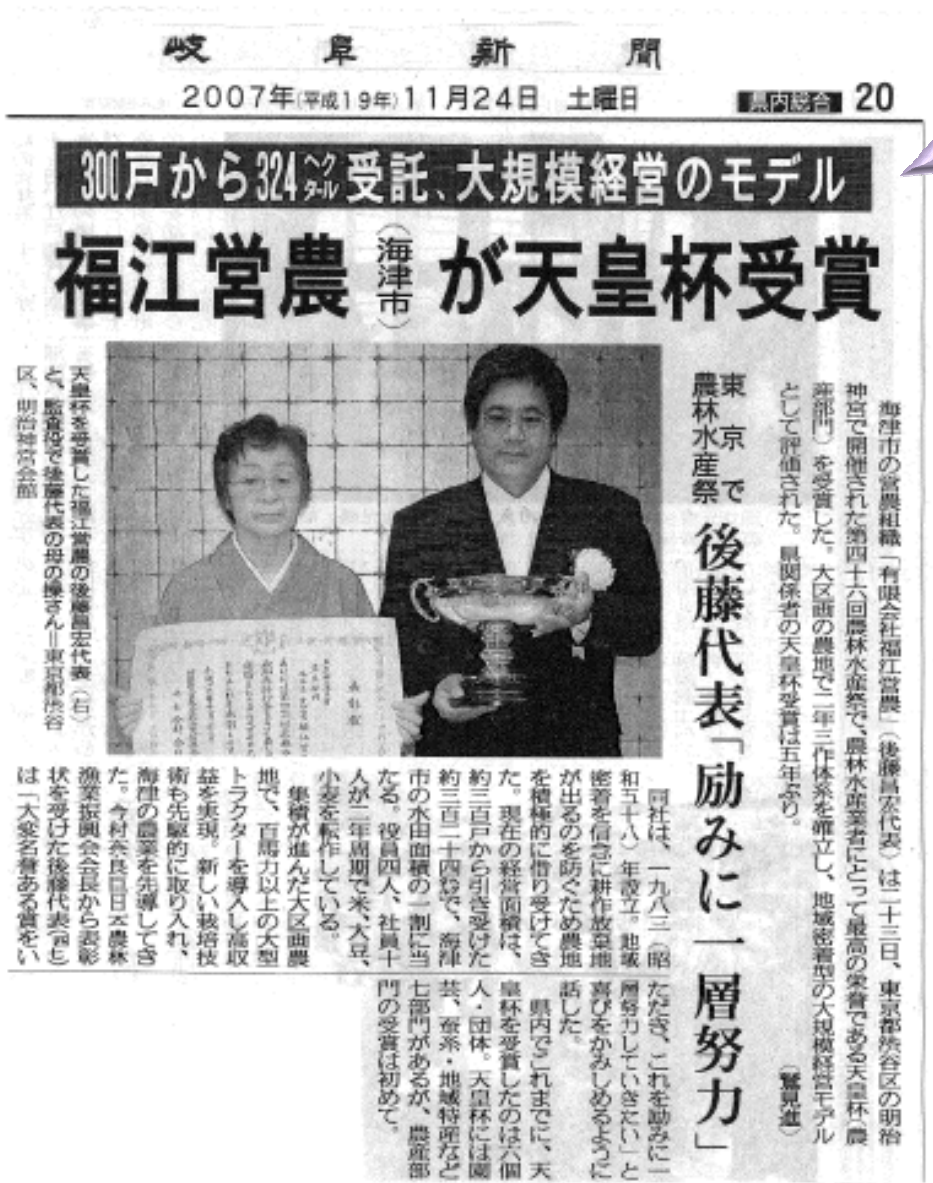 岐阜新聞
2007年(平成19年)11月24日 土曜日
県内総合 20
300戸から324ヘクタール受託、大規模経営のモデル
福江営農(海津市)が天皇杯受賞
東京で
農林水産祭
後藤代表「励みに一層努力」
海津市の営農組織「有限会社福江営農」(後藤昌宏代表)は二十三日、東京都渋谷区の明治
神宮で開催された第四十六回農林水産祭で、農林水産業者にとって最高の栄誉である天皇杯(農
産部門)を受賞した。大区画の農地で二年三作体系を確立し、地域密着型の大規模経営モデル
として評価された。県関係者の天皇杯受賞は五年ぶり。
(鷲見進)
天皇杯を受賞した福江営農の後藤昌宏代表(右)
と、監査役で後藤代表の母の操さん=東京都渋谷
区、明治神宮会館
同社は、一九八三(昭
和五十八)年設立。地域
密着を信念に耕作放棄地
が出るのを防ぐため農地
を積極的に借り受けてき
た。現在の経営面積は、
約三百戸から引き受けた
約三百二十四㌶で、海津
市の水田面積の一割に当
たる。役員四人、社員十
人が二年周期で米、大豆、
小麦を転作している。
集積が進んだ大区画農
地で、百馬力以上の大型
トラクターを導入し高収
益を実現。新しい栽培技
術も先駆的に取り入れ、
海津の農業を先導してき
た。今村奈良臣日本農林
漁業振興会会長から表彰
状を受けた後藤代表(四七)
は「大変名誉ある賞をい
ただき、これを励みに一
層努力していきたい」と
喜びをかみしめるように
話した。
県内でこれまでに、天
皇杯を受賞したのは六個
人・団体。天皇杯には園
芸、蚕糸・地域特産など
七部門があるが、農産部
門の受賞は初めて。
表彰状